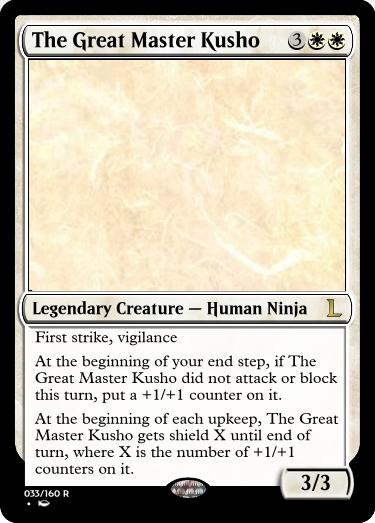 The Great Master Kusho 3
Legendary Creature — Human Ninja L
First strike, vigilance
At the beginning of your end step, if The
Great Master Kusho did not attack or block
this turn, put a +1/+1 counter on it.
At the beginning of each upkeep, The Great
Master Kusho gets shield X until end of
turn, where X is the number of +1/+1
counters on it.
3/3
033/160 R